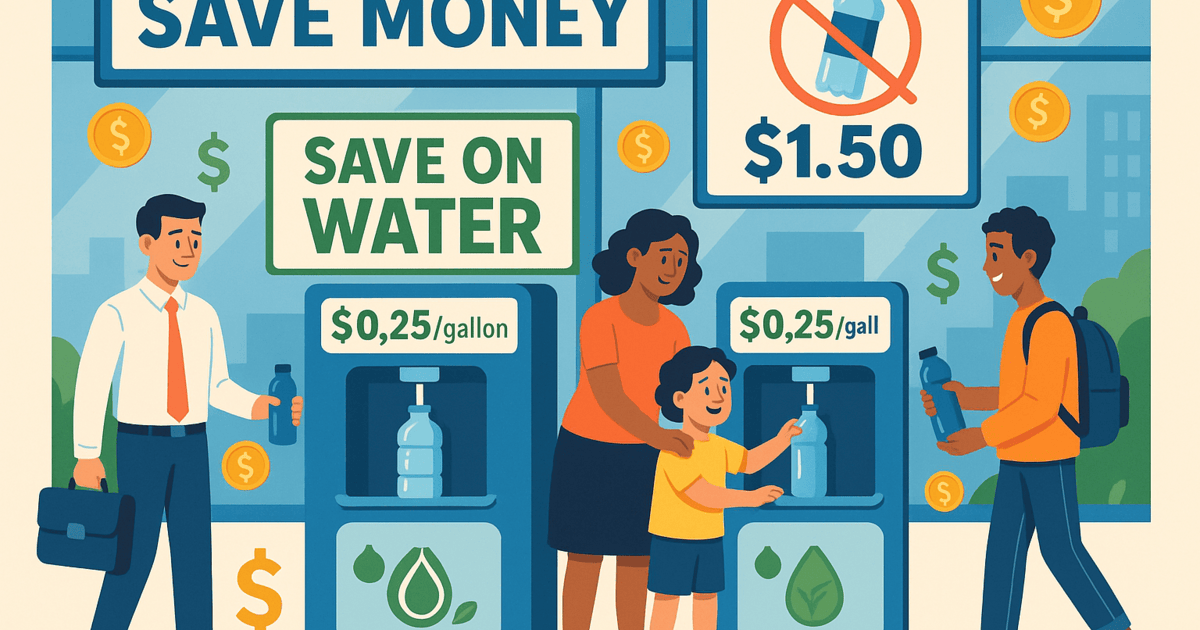 SAVE MONEY
$1.50
$
SAVE ON
WATER
$0,25/gallon
$0,25/gall
$
$